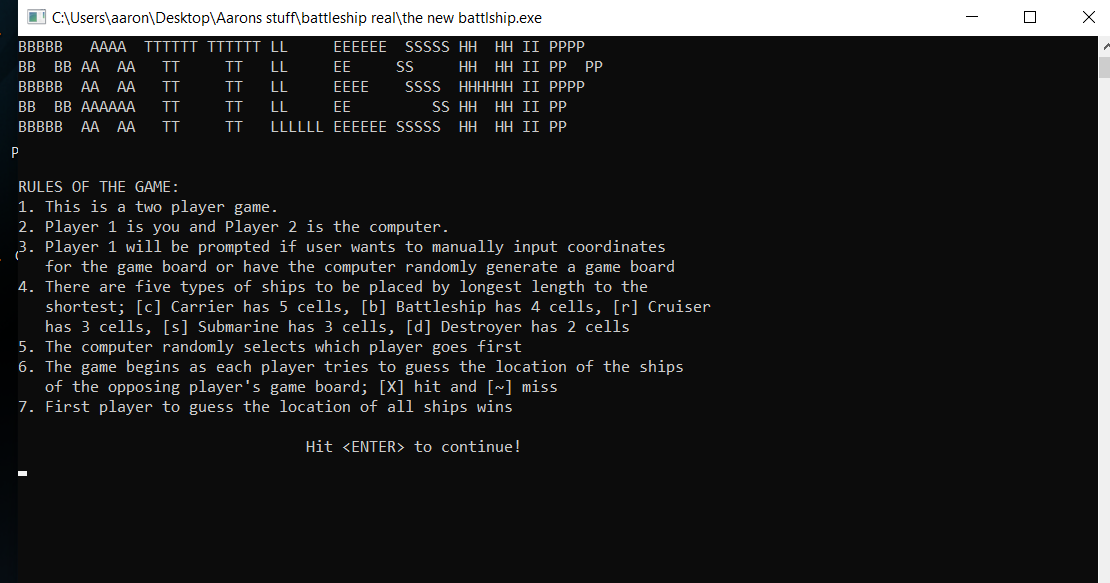 C:\Users\aaron\Desktop\Aarons stuff\battleship real\the new battlship.exe
BBBBB   AAAA  TTTTTT TTTTTT LL     EEEEEE  SSSSS HH  HH II PPPP
BB  BB AA  AA   TT     TT   LL     EE     SS     HH  HH II PP  PP
BBBBB  AA  AA   TT     TT   LL     EEEE    SSSS  HHHHHH II PPPP
BB  BB AAAAAA   TT     TT   LL     EE         SS HH  HH II PP
BBBBB  AA  AA   TT     TT   LLLLLL EEEEEE SSSSS  HH  HH II PP
P
RULES OF THE GAME:
1. This is a two player game.
2. Player 1 is you and Player 2 is the computer.
3. Player 1 will be prompted if user wants to manually input coordinates
   for the game board or have the computer randomly generate a game board
4. There are five types of ships to be placed by longest length to the
   shortest; [c] Carrier has 5 cells, [b] Battleship has 4 cells, [r] Cruiser
   has 3 cells, [s] Submarine has 3 cells, [d] Destroyer has 2 cells
5. The computer randomly selects which player goes first
6. The game begins as each player tries to guess the location of the ships
   of the opposing player's game board; [X] hit and [~] miss
7. First player to guess the location of all ships wins
Hit <ENTER> to continue!